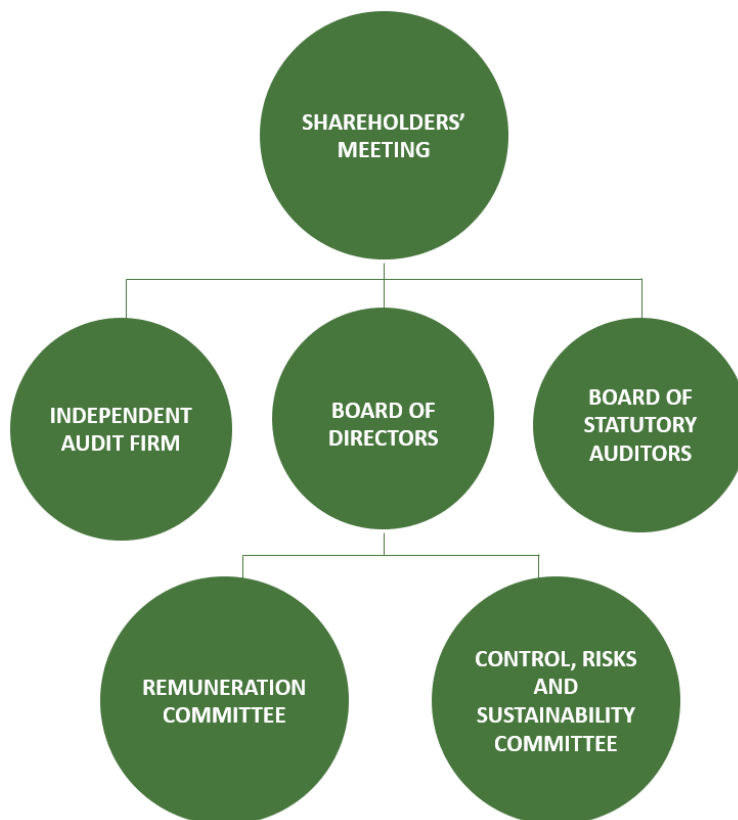 SHAREHOLDERS’
MEETING
INDEPENDENT
AUDIT FIRM
BOARD OF
DIRECTORS
BOARD OF
STATUTORY
AUDITORS
REMUNERATION
COMMITTEE
CONTROL, RISKS
AND
SUSTAINABILITY
COMMITTEE